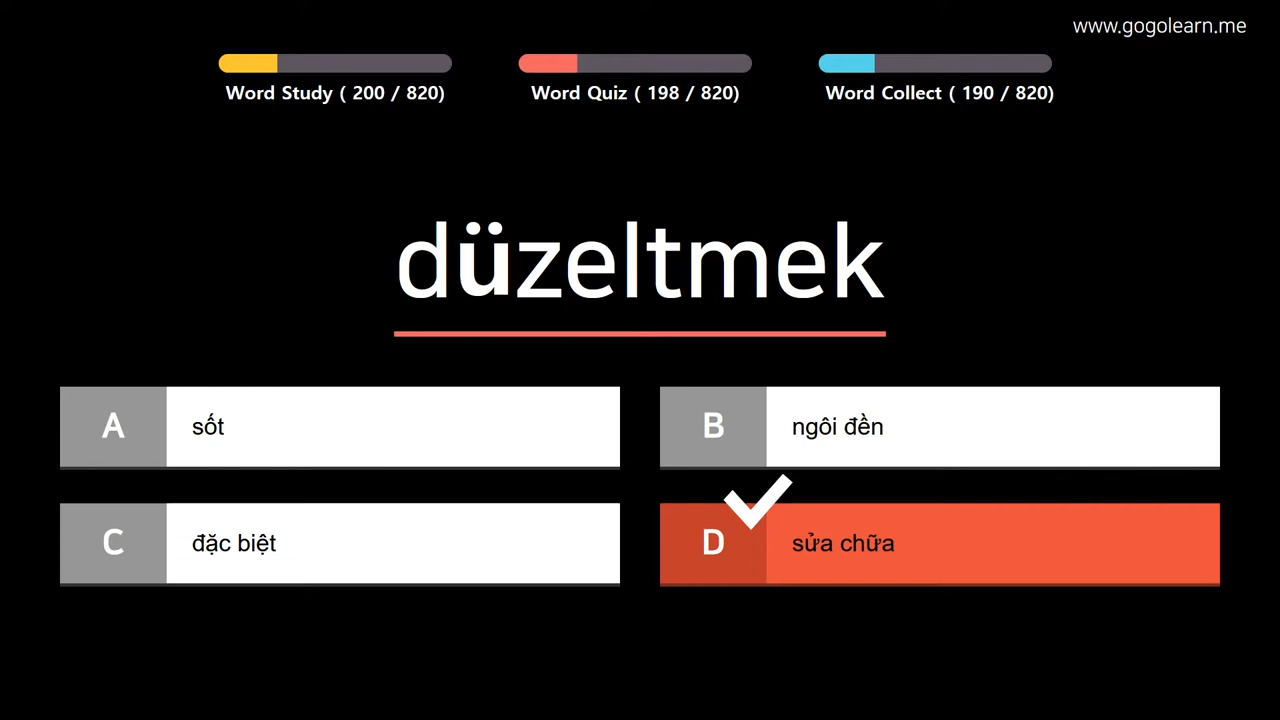 www.gogolearn.me
Word Study ( 200 / 820)
Word Quiz ( 198 / 820)
Word Collect ( 190 / 820)
düzeltmek
A sốt
B ngôi đền
C đặc biệt
D sửa chữa